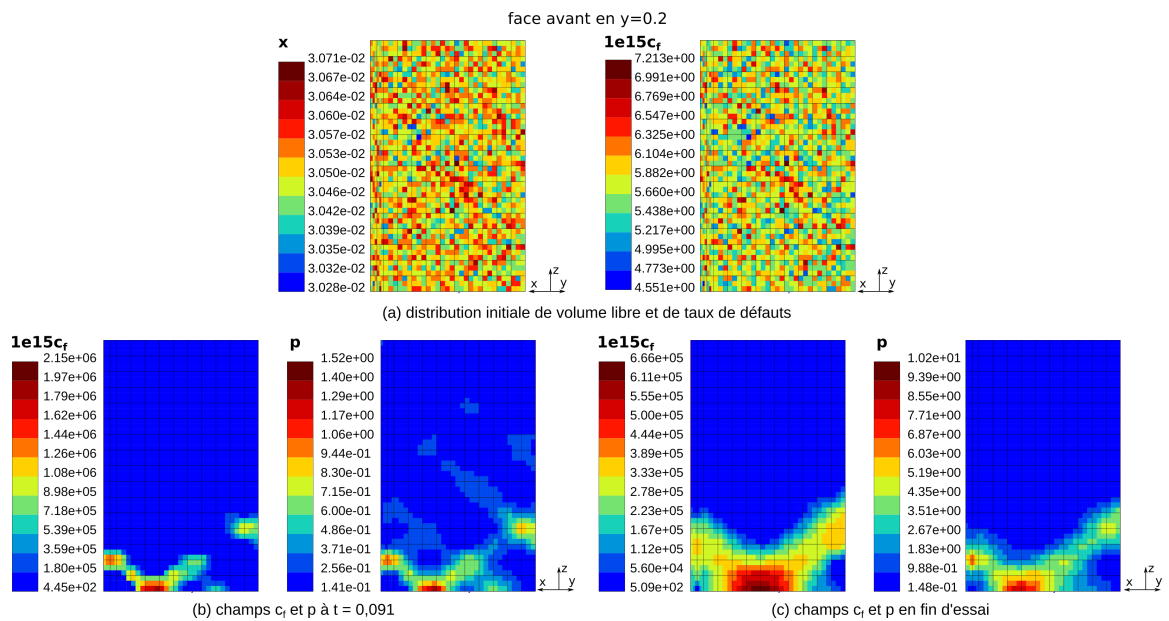 face avant en y=0.2
x
3.071e-02
3.067e-02
3.064e-02
3.060e-02
3.057e-02
3.053e-02
3.050e-02
3.046e-02
3.042e-02
3.039e-02
3.035e-02
3.032e-02
3.028e-02
x z y
1e15cf
7.213e+00
6.991e+00
6.769e+00
6.547e+00
6.325e+00
6.104e+00
5.882e+00
5.660e+00
5.438e+00
5.217e+00
4.995e+00
4.773e+00
4.551e+00
x z y
(a) distribution initiale de volume libre et de taux de défauts
1e15cf
2.15e+06
1.97e+06
1.79e+06
1.62e+06
1.44e+06
1.26e+06
1.08e+06
8.98e+05
7.18e+05
5.39e+05
3.59e+05
1.80e+05
4.45e+02
p
1.52e+00
1.40e+00
1.29e+00
1.17e+00
1.06e+00
9.44e-01
8.30e-01
7.15e-01
6.00e-01
4.86e-01
3.71e-01
2.56e-01
1.41e-01
x z y
(b) champs cf et p à t = 0,091
1e15cf
6.66e+05
6.11e+05
5.55e+05
5.00e+05
4.44e+05
3.89e+05
3.33e+05
2.78e+05
2.23e+05
1.67e+05
1.12e+05
5.60e+04
5.09e+02
p
1.02e+01
9.39e+00
8.55e+00
7.71e+00
6.87e+00
6.03e+00
5.19e+00
4.35e+00
3.51e+00
2.67e+00
1.83e+00
9.88e-01
1.48e-01
x z y
(c) champs cf et p en fin d'essai